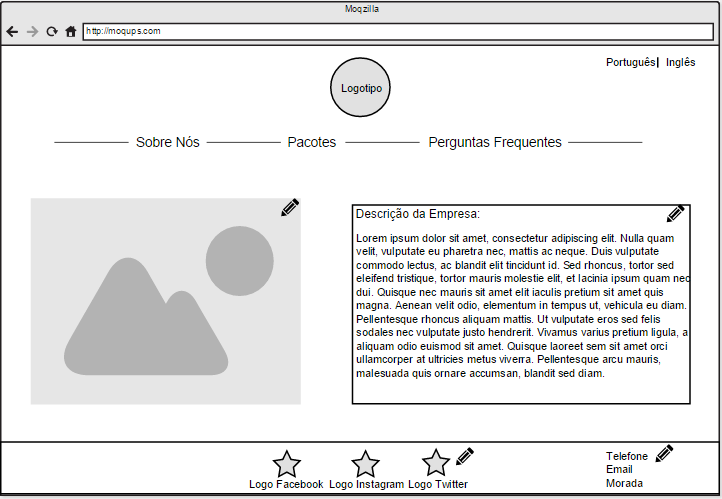 Moqzilla
http://moqups.com
Português| Inglês
Logotipo
Sobre Nós Pacotes Perguntas Frequentes
Descrição da Empresa:
Lorem ipsum dolor sit amet, consectetur adipiscing elit. Nulla quam
velit, vulputate eu pharetra nec, mattis ac neque. Duis vulputate
commodo lectus, ac blandit elit tincidunt id. Sed rhoncus, tortor sed
eleifend tristique, tortor mauris molestie elit, et lacinia ipsum quam nec
dui. Quisque nec mauris sit amet elit iaculis pretium sit amet quis
magna. Aenean velit odio, elementum in tempus ut, vehicula eu diam.
Pellentesque rhoncus aliquam mattis. Ut vulputate eros sed felis
sodales nec vulputate justo hendrerit. Vivamus varius pretium ligula, a
aliquam odio euismod sit amet. Quisque laoreet sem sit amet orci
ullamcorper at ultricies metus viverra. Pellentesque arcu mauris,
malesuada quis ornare accumsan, blandit sed diam.
Logo Facebook Logo Instagram Logo Twitter
Telefone
Email
Morada